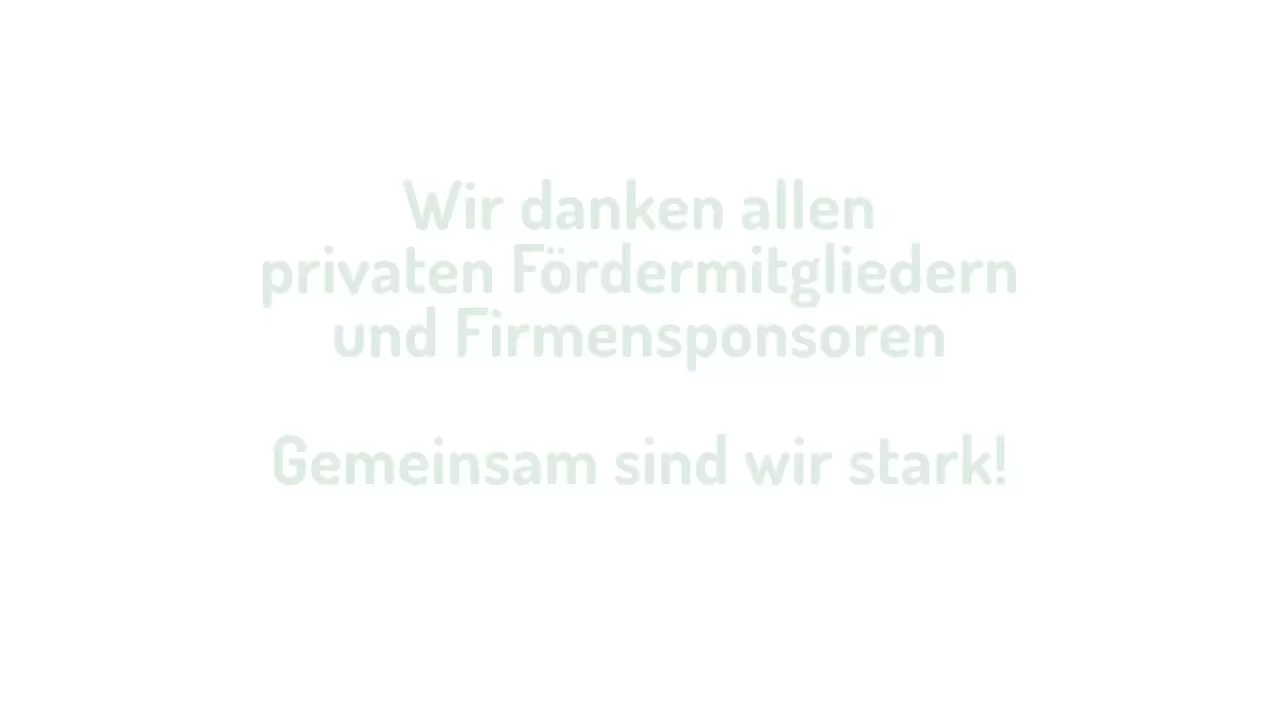 Wir danken allen
privaten Fördermitgliedern
und Firmensponsoren
Gemeinsam sind wir stark!